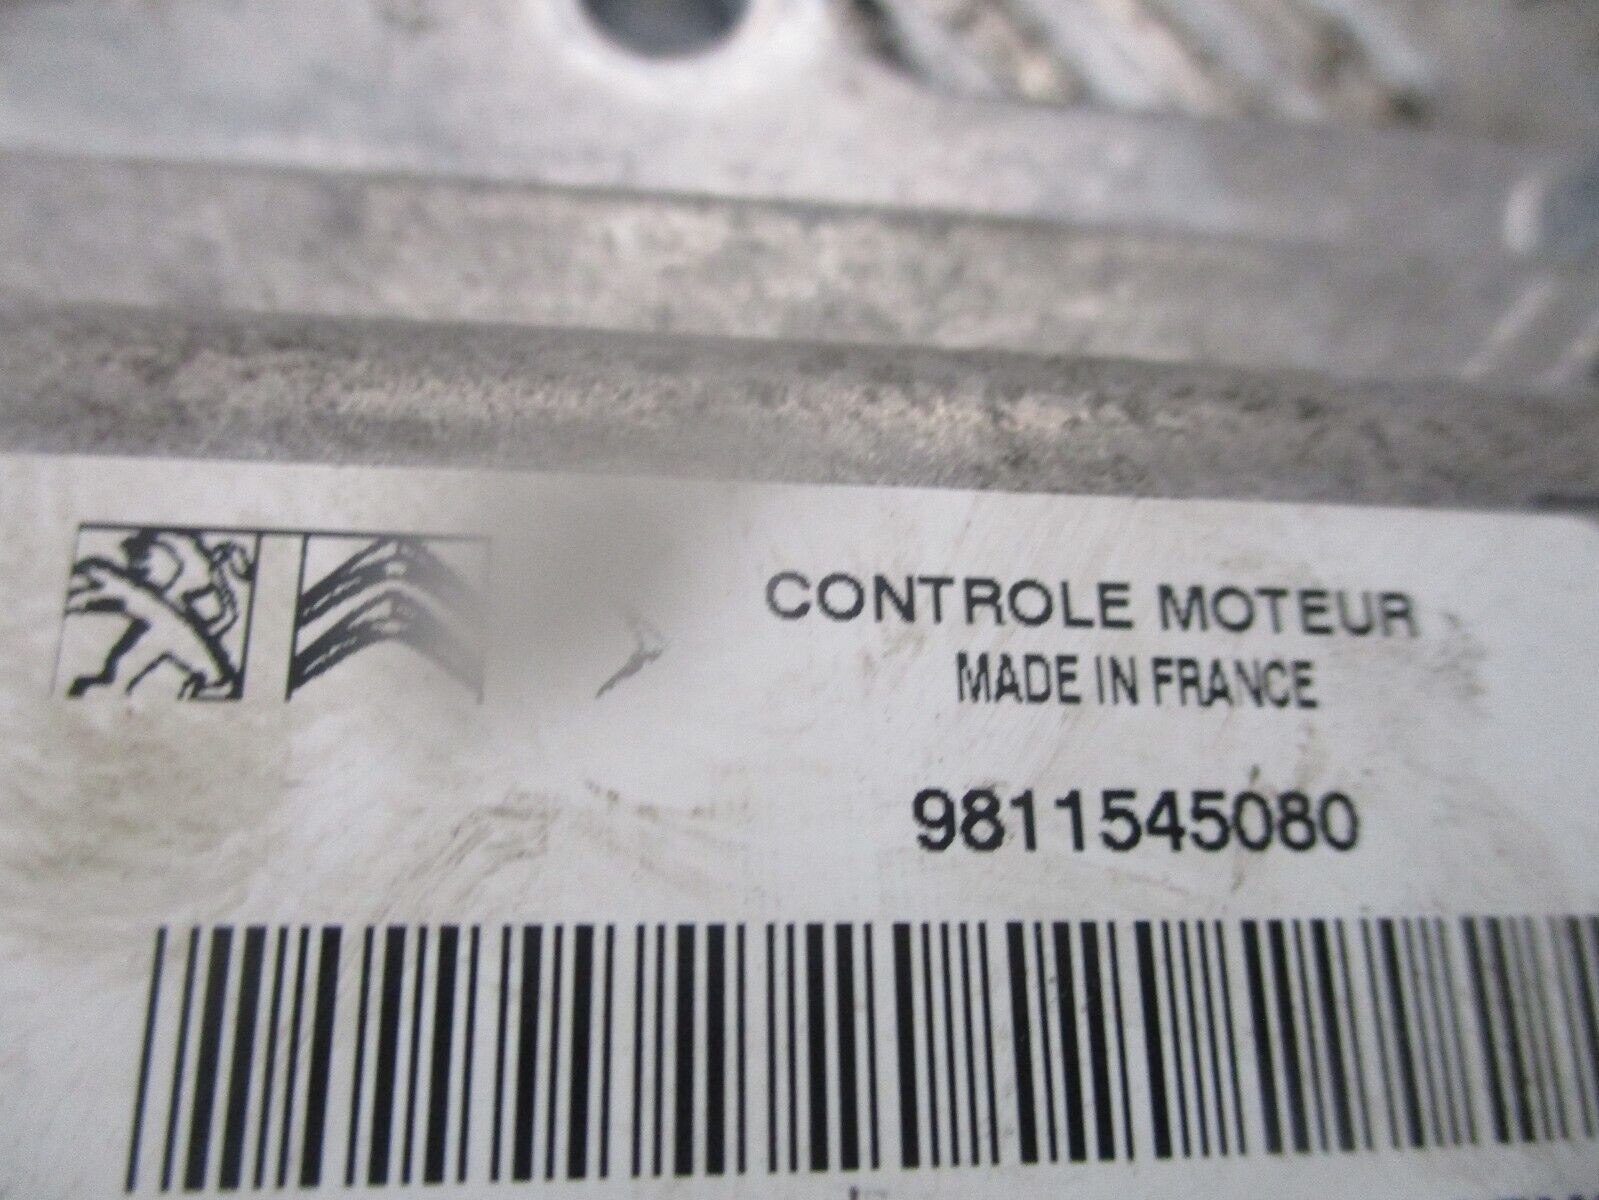 CONTROLE MOTEUR
MADE IN FRANCE
9811545080